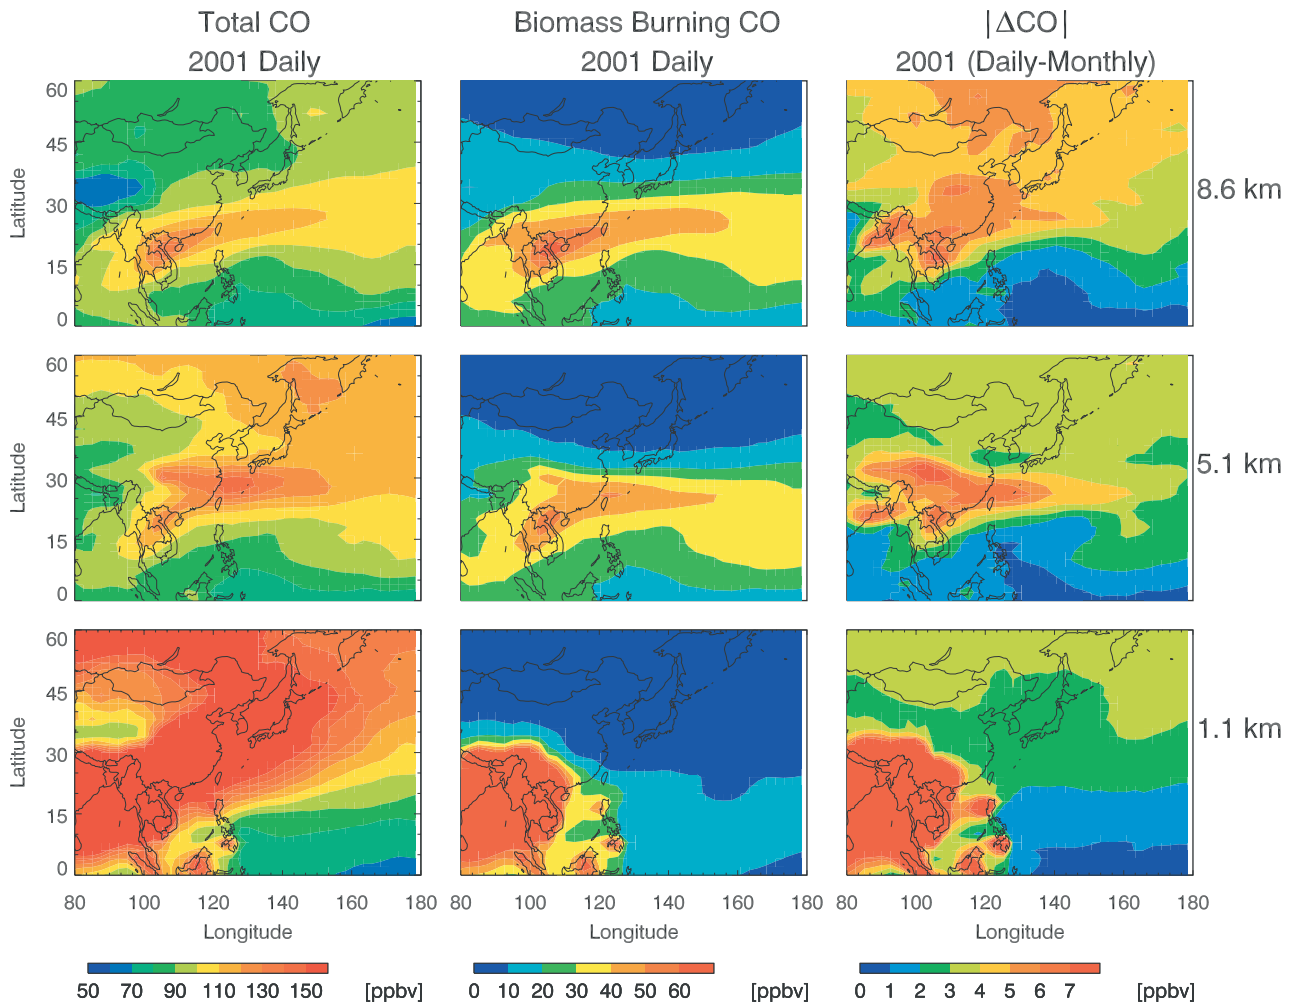 Total CO
2001 Daily
Biomass Burning CO
2001 Daily
|ΔCO|
2001 (Daily-Monthly)
60
45
30
15
0
Latitude
8.6 km
60
45
30
15
0
Latitude
5.1 km
60
45
30
15
0
Latitude
1.1 km
80 100 120 140 160 80 100 120 140 160 80 100 120 140 160 180
Longitude Longitude Longitude
50 70 90 110 130 150 [ppbv]
0 10 20 30 40 50 60 [ppbv]
0 1 2 3 4 5 6 7 [ppbv]